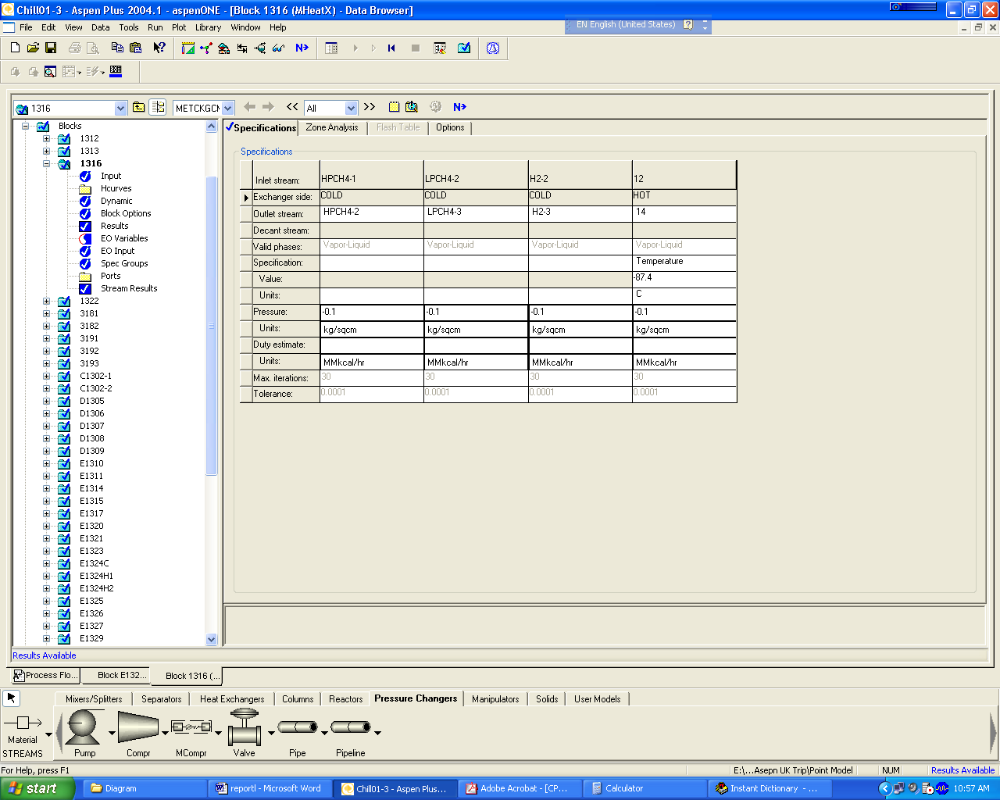 Chill01-3 - Aspen Plus 2004.1 - aspenONE - [Block 1316 (MHeatX) - Data Browser]
File Edit View Data Tools Run Plot Library Window Help
EN English (United States) ?
N>
1316 METCKGCN << All >> N>
Blocks
1312
1313
1316
Input
Hcurves
Dynamic
Block Options
Results
EO Variables
EO Input
Spec Groups
Ports
Stream Results
1322
3181
3182
3191
3192
3193
C1302-1
C1302-2
D1305
D1306
D1307
D1308
D1309
E1310
E1311
E1314
E1315
E1317
E1320
E1321
E1323
E1324C
E1324H1
E1324H2
E1325
E1326
E1327
E1329
Specifications Zone Analysis Flash Table Options
Specifications
Inlet stream: HPCH4-1 LPCH4-2 H2-2 12
Exchanger side: COLD COLD COLD HOT
Outlet stream: HPCH4-2 LPCH4-3 H2-3 14
Decant stream:
Valid phases: Vapor-Liquid Vapor-Liquid Vapor-Liquid Vapor-Liquid
Specification: Temperature
Value: -87.4
Units: C
Pressure: -0.1 -0.1 -0.1 -0.1
Units: kg/sqcm kg/sqcm kg/sqcm kg/sqcm
Duty estimate:
Units: MMkcal/hr MMkcal/hr MMkcal/hr MMkcal/hr
Max. iterations: 30 30 30 30
Tolerance: 0.0001 0.0001 0.0001 0.0001
Results Available
Process Flo... Block E132... Block 1316 (...
Mixers/Splitters Separators Heat Exchangers Columns Reactors Pressure Changers Manipulators Solids User Models
Material
STREAMS
Pump Compr MCompr Valve Pipe Pipeline
For Help, press F1 E:\...Asepn UK Trip\Point Model NUM Results Available
start Diagram reportl - Microsoft Word Chill01-3 - Aspen Plus... Adobe Acrobat - [CP... Calculator Instant Dictionary - ... 10:57 AM